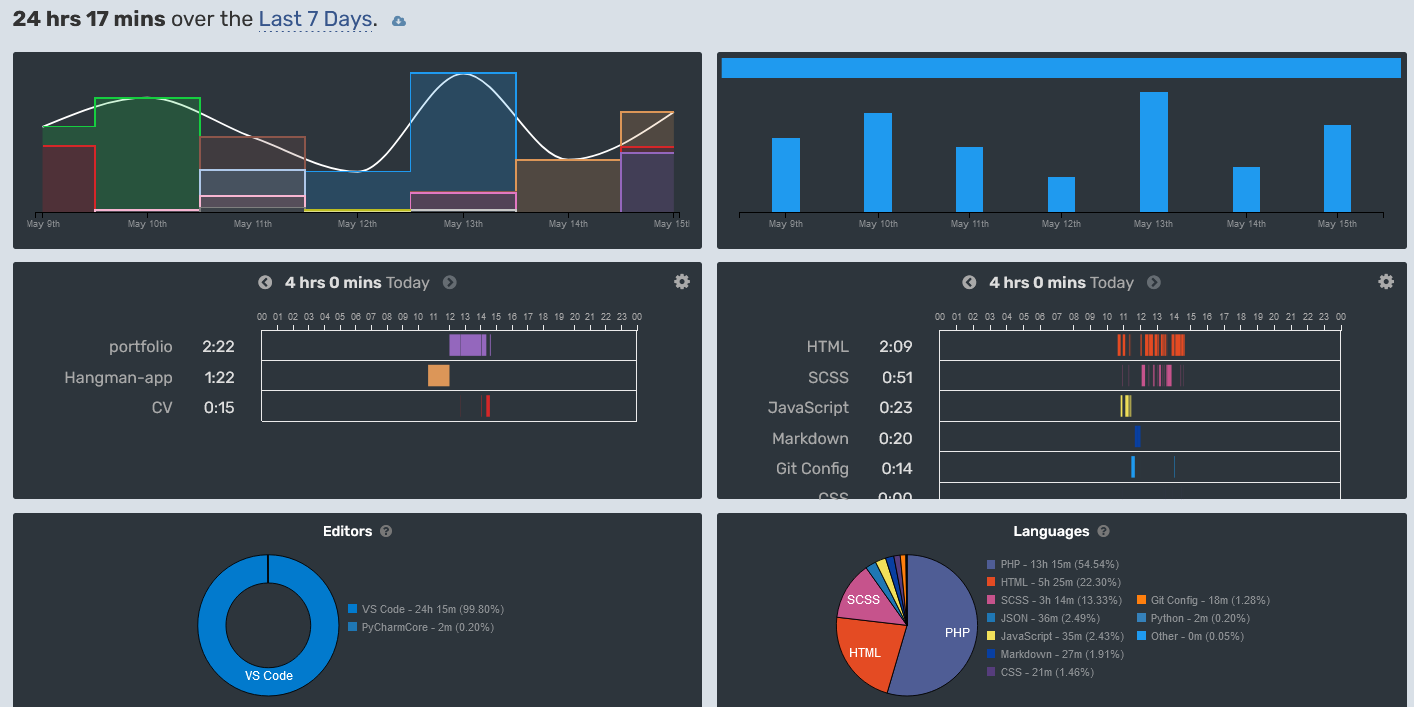 24 hrs 17 mins over the Last 7 Days.
May 9th May 10th May 11th May 12th May 13th May 14th May 15th
May 9th May 10th May 11th May 12th May 13th May 14th May 15th
4 hrs 0 mins Today
00 01 02 03 04 05 06 07 08 09 10 11 12 13 14 15 16 17 18 19 20 21 22 23 00
portfolio 2:22
Hangman-app 1:22
CV 0:15
4 hrs 0 mins Today
00 01 02 03 04 05 06 07 08 09 10 11 12 13 14 15 16 17 18 19 20 21 22 23 00
HTML 2:09
SCSS 0:51
JavaScript 0:23
Markdown 0:20
Git Config 0:14
CSS 0:00
Editors ?
VS Code
VS Code - 24h 15m (99.80%)
PyCharmCore - 2m (0.20%)
Languages ?
SCSS
PHP
HTML
PHP - 13h 15m (54.54%)
HTML - 5h 25m (22.30%)
SCSS - 3h 14m (13.33%)
JSON - 36m (2.49%)
JavaScript - 35m (2.43%)
Markdown - 27m (1.91%)
CSS - 21m (1.46%)
Git Config - 18m (1.28%)
Python - 2m (0.20%)
Other - 0m (0.05%)